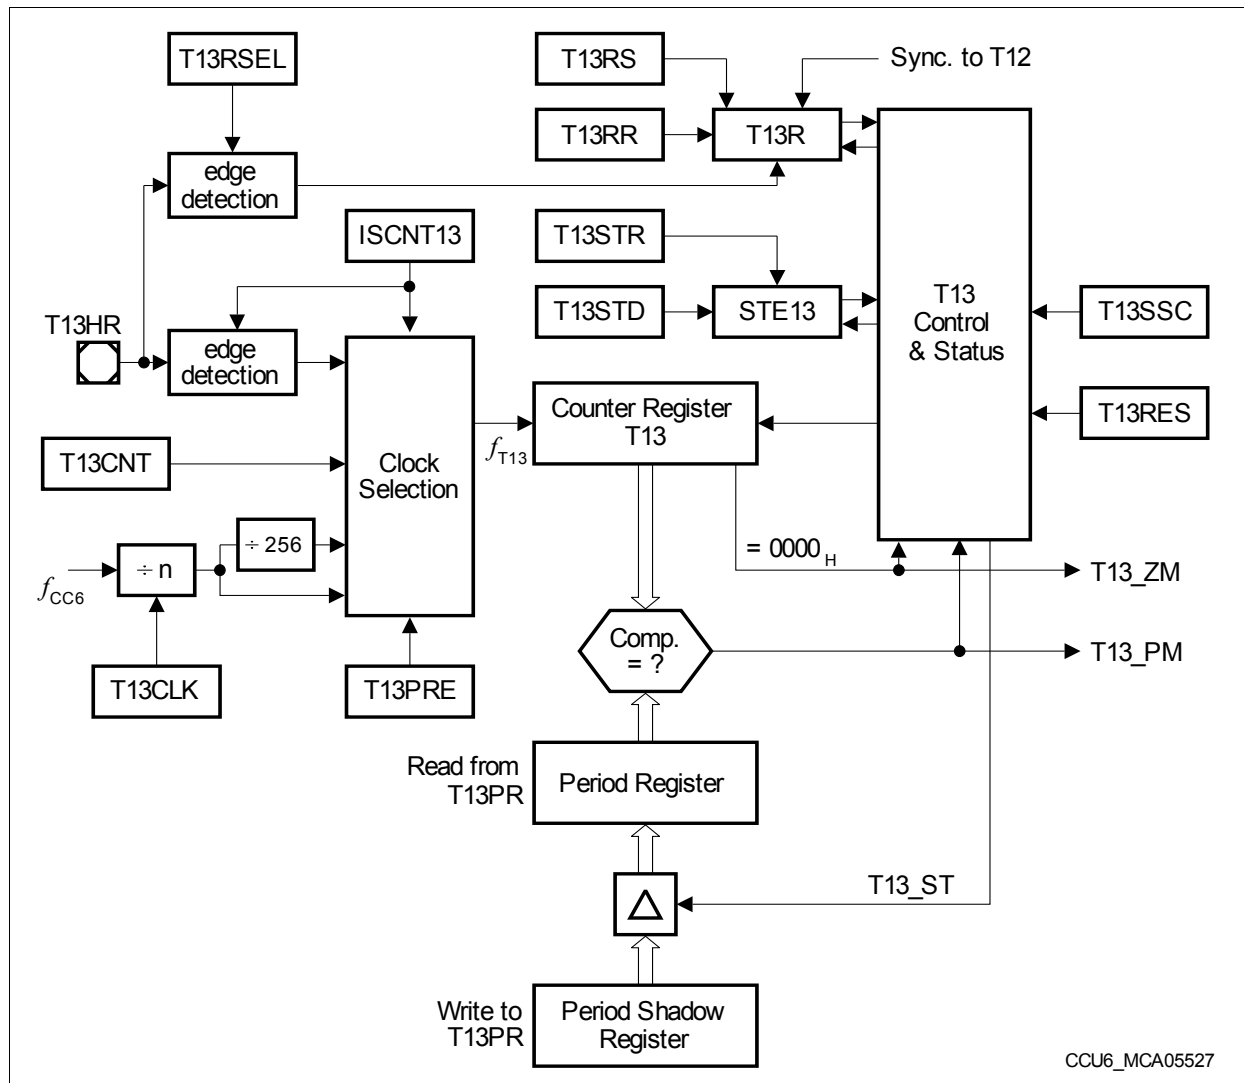 T13RSEL
T13RS
Sync. to T12
T13RR
T13R
edge
detection
ISCNT13
T13STR
T13STD
STE13
T13
Control
& Status
T13SSC
T13HR
edge
detection
T13RES
Counter Register
T13
fT13
T13CNT
Clock
Selection
÷ 256
÷ n
fCC6
= 0000H
T13_ZM
Comp.
= ?
T13_PM
T13CLK
T13PRE
Read from
T13PR
Period Register
T13_ST
Write to
T13PR
Period Shadow
Register
CCU6_MCA05527